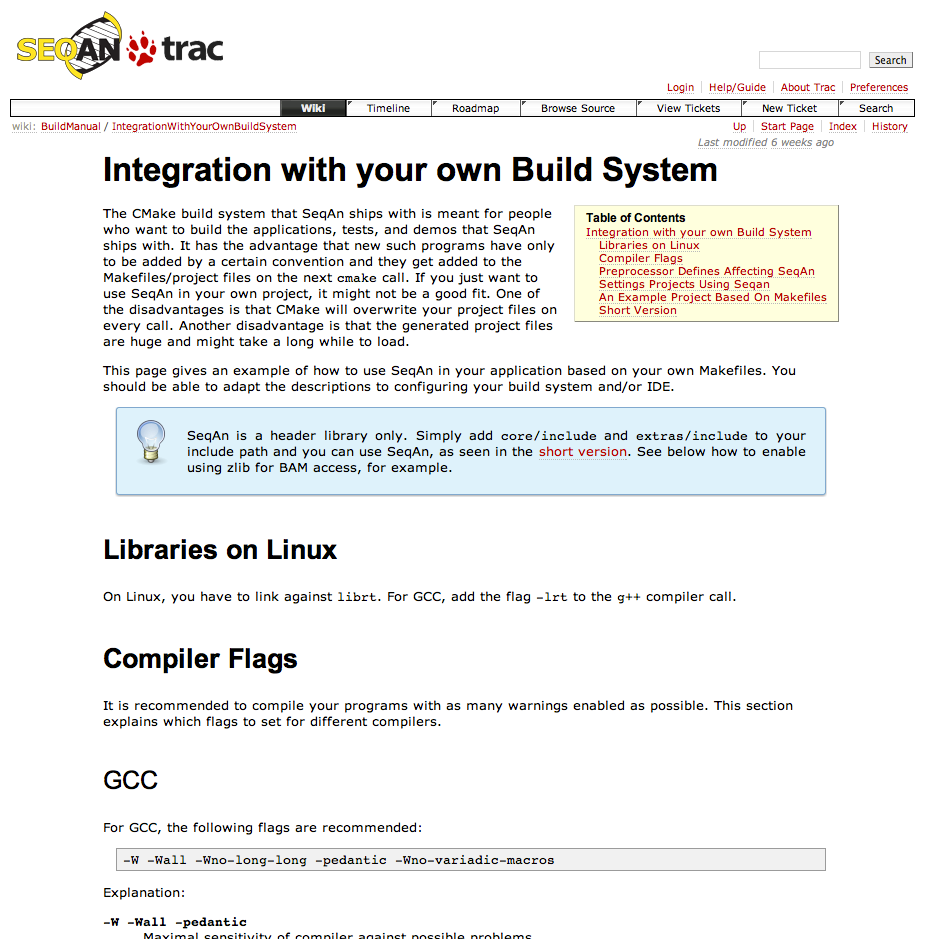 SEQAN trac
Search
Login Help/Guide About Trac Preferences
Wiki Timeline Roadmap Browse Source View Tickets New Ticket Search
wiki: BuildManual / IntegrationWithYourOwnBuildSystem
Up Start Page Index History
Last modified 6 weeks ago
Integration with your own Build System
The CMake build system that SeqAn ships with is meant for people
who want to build the applications, tests, and demos that SeqAn
ships with. It has the advantage that new such programs have only
to be added by a certain convention and they get added to the
Makefiles/project files on the next cmake call. If you just want to
use SeqAn in your own project, it might not be a good fit. One of
the disadvantages is that CMake will overwrite your project files on
every call. Another disadvantage is that the generated project files
are huge and might take a long while to load.
Table of Contents
Integration with your own Build System
Libraries on Linux
Compiler Flags
Preprocessor Defines Affecting SeqAn
Settings Projects Using Seqan
An Example Project Based On Makefiles
Short Version
This page gives an example of how to use SeqAn in your application based on your own Makefiles. You
should be able to adapt the descriptions to configuring your build system and/or IDE.
SeqAn is a header library only. Simply add core/include and extras/include to your
include path and you can use SeqAn, as seen in the short version. See below how to enable
using zlib for BAM access, for example.
Libraries on Linux
On Linux, you have to link against librt. For GCC, add the flag -lrt to the g++ compiler call.
Compiler Flags
It is recommended to compile your programs with as many warnings enabled as possible. This section
explains which flags to set for different compilers.
GCC
For GCC, the following flags are recommended:
-W -Wall -Wno-long-long -pedantic -Wno-variadic-macros
Explanation:
-W -Wall -pedantic
Maximal sensitivity of compiler against possible problems.